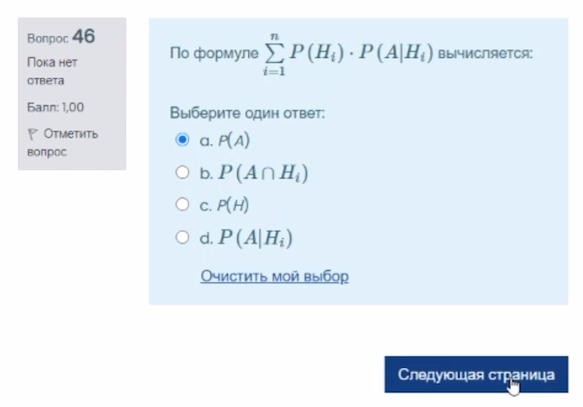 Вопрос 46
Пока нет
ответа
Балл: 1,00
Отметить
вопрос
По формуле \sum_{i=1}^{n} P(H_i) \cdot P(A|H_i) вычисляется:
Выберите один ответ:
a. P(A)
b. P(A ∩ H_i)
c. P(H)
d. P(A|H_i)
Очистить мой выбор
Следующая страница